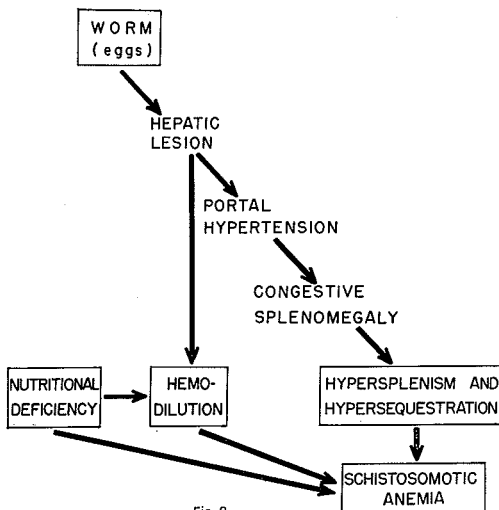 WORM
(eggs)
HEPATIC
LESION
PORTAL
HYPERTENSION
CONGESTIVE
SPLENOMEGALY
NUTRITIONAL
DEFICIENCY
HEMO-
DILUTION
HYPERSPLENISM AND
HYPERSEQUESTRATION
SCHISTOSOMOTIC
ANEMIA